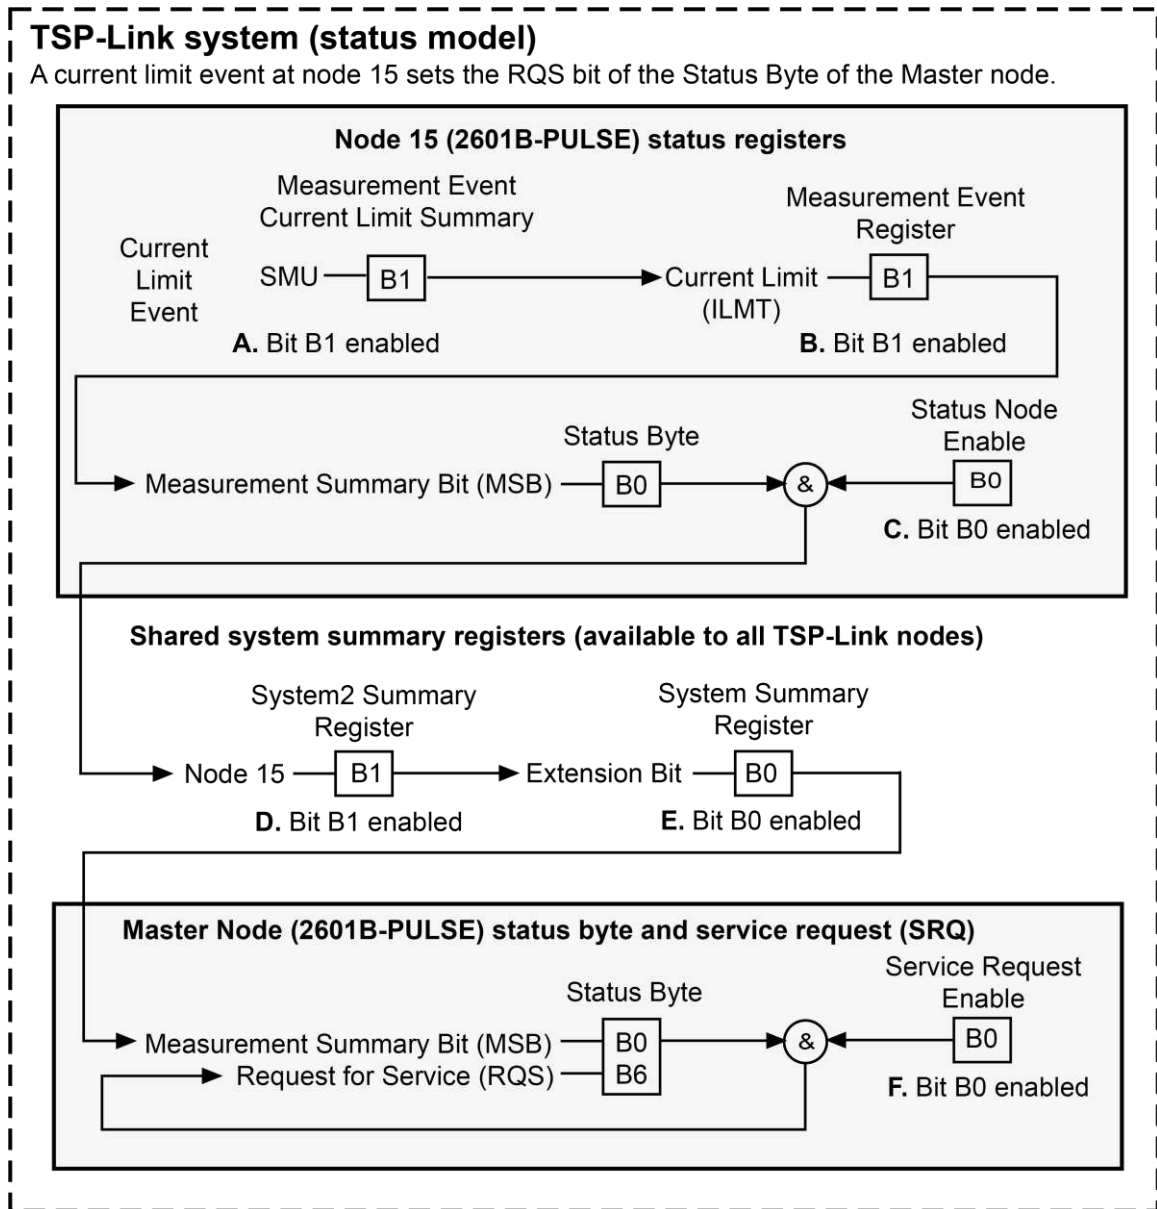 TSP-Link system (status model)
A current limit event at node 15 sets the RQS bit of the Status Byte of the Master node.
Node 15 (2601B-PULSE) status registers
Measurement Event
Current Limit Summary
Measurement Event
Register
Current
Limit
Event
SMU
B1
Current Limit
(ILMT)
B1
A. Bit B1 enabled
B. Bit B1 enabled
Status Node
Enable
Status Byte
Measurement Summary Bit (MSB)
B0
&
B0
C. Bit B0 enabled
Shared system summary registers (available to all TSP-Link nodes)
System2 Summary
Register
System Summary
Register
Node 15
B1
Extension Bit
B0
D. Bit B1 enabled
E. Bit B0 enabled
Master Node (2601B-PULSE) status byte and service request (SRQ)
Service Request
Enable
Status Byte
Measurement Summary Bit (MSB)
B0
&
B0
Request for Service (RQS)
B6
F. Bit B0 enabled